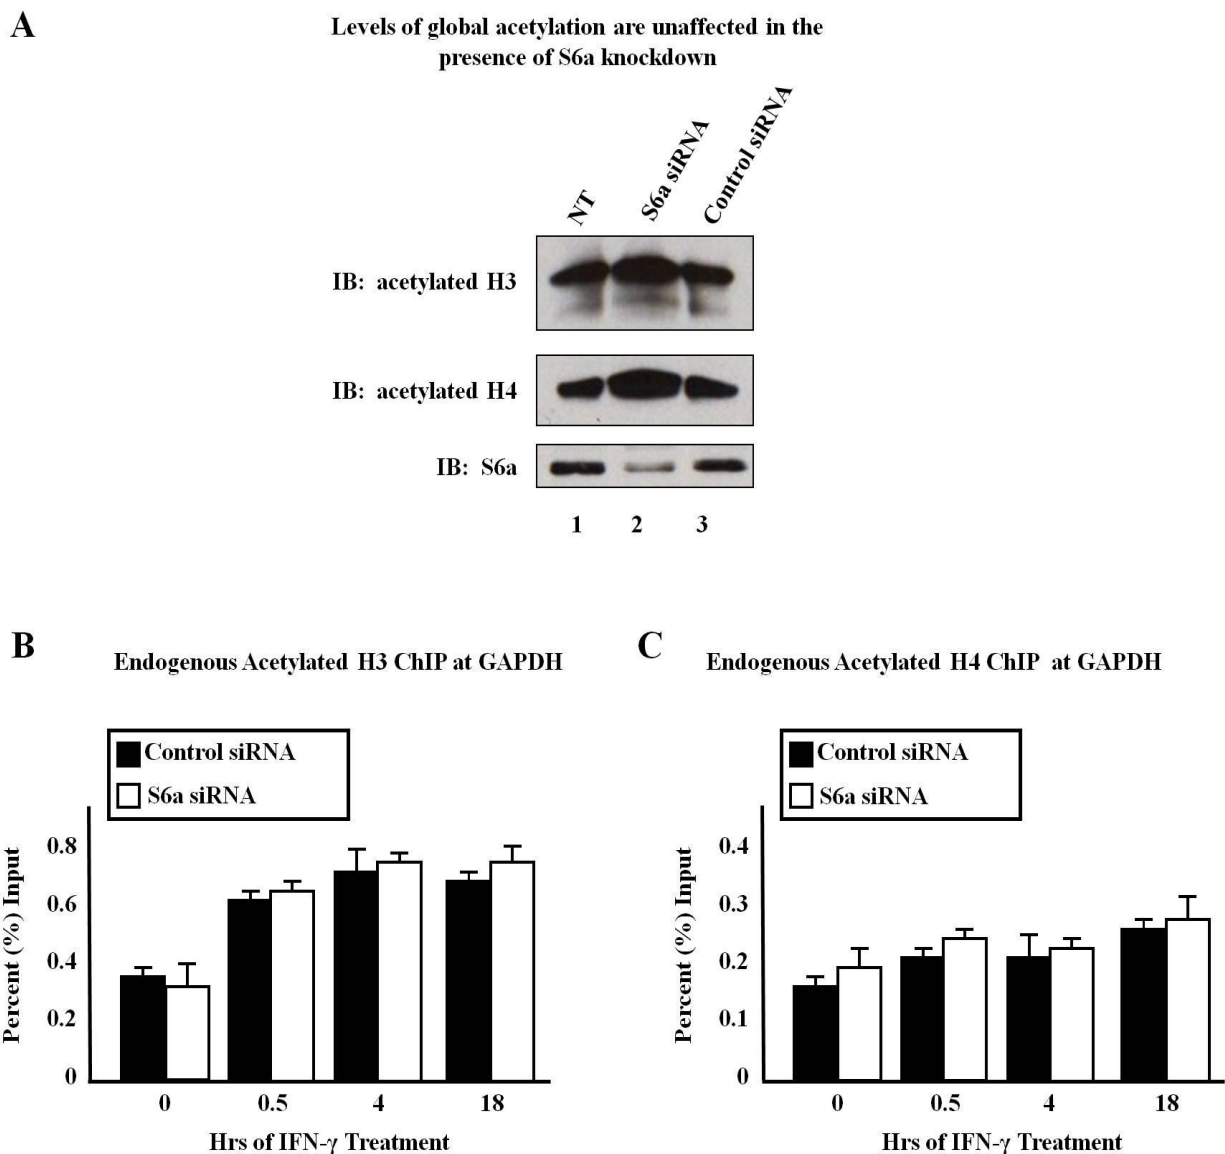 A
Levels of global acetylation are unaffected in the
presence of S6a knockdown
NT
S6a siRNA
Control siRNA
IB: acetylated H3
IB: acetylated H4
IB: S6a
1 2 3
B
Endogenous Acetylated H3 ChIP at GAPDH
Control siRNA
S6a siRNA
Percent (%) Input
0.8
0.6
0.4
0.2
0
0 0.5 4 18
Hrs of IFN-γ Treatment
C
Endogenous Acetylated H4 ChIP at GAPDH
Control siRNA
S6a siRNA
Percent (%) Input
0.4
0.3
0.2
0.1
0
0 0.5 4 18
Hrs of IFN-γ Treatment